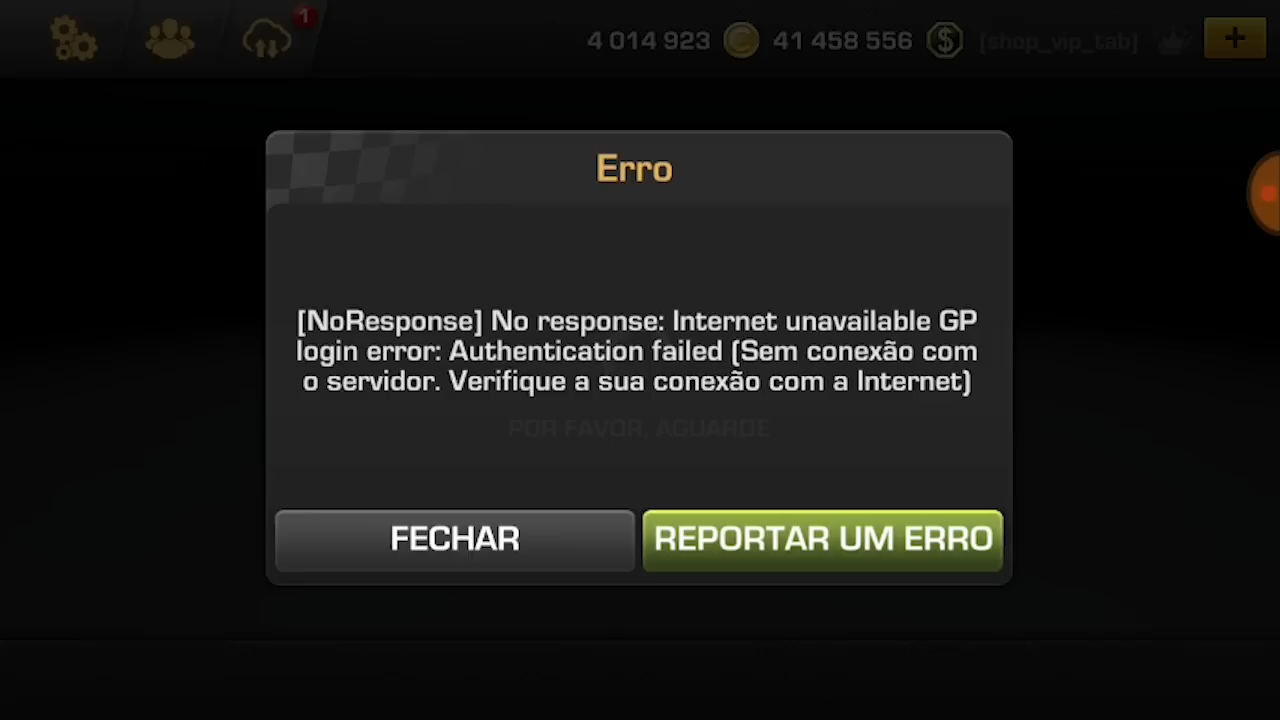 1
4 014 923 41 458 556 [shop_vip_tab]
Erro
[NoResponse] No response: Internet unavailable GP
login error: Authentication failed (Sem conexão com
o servidor. Verifique a sua conexão com a Internet)
POR FAVOR, AGUARDE
FECHAR REPORTAR UM ERRO